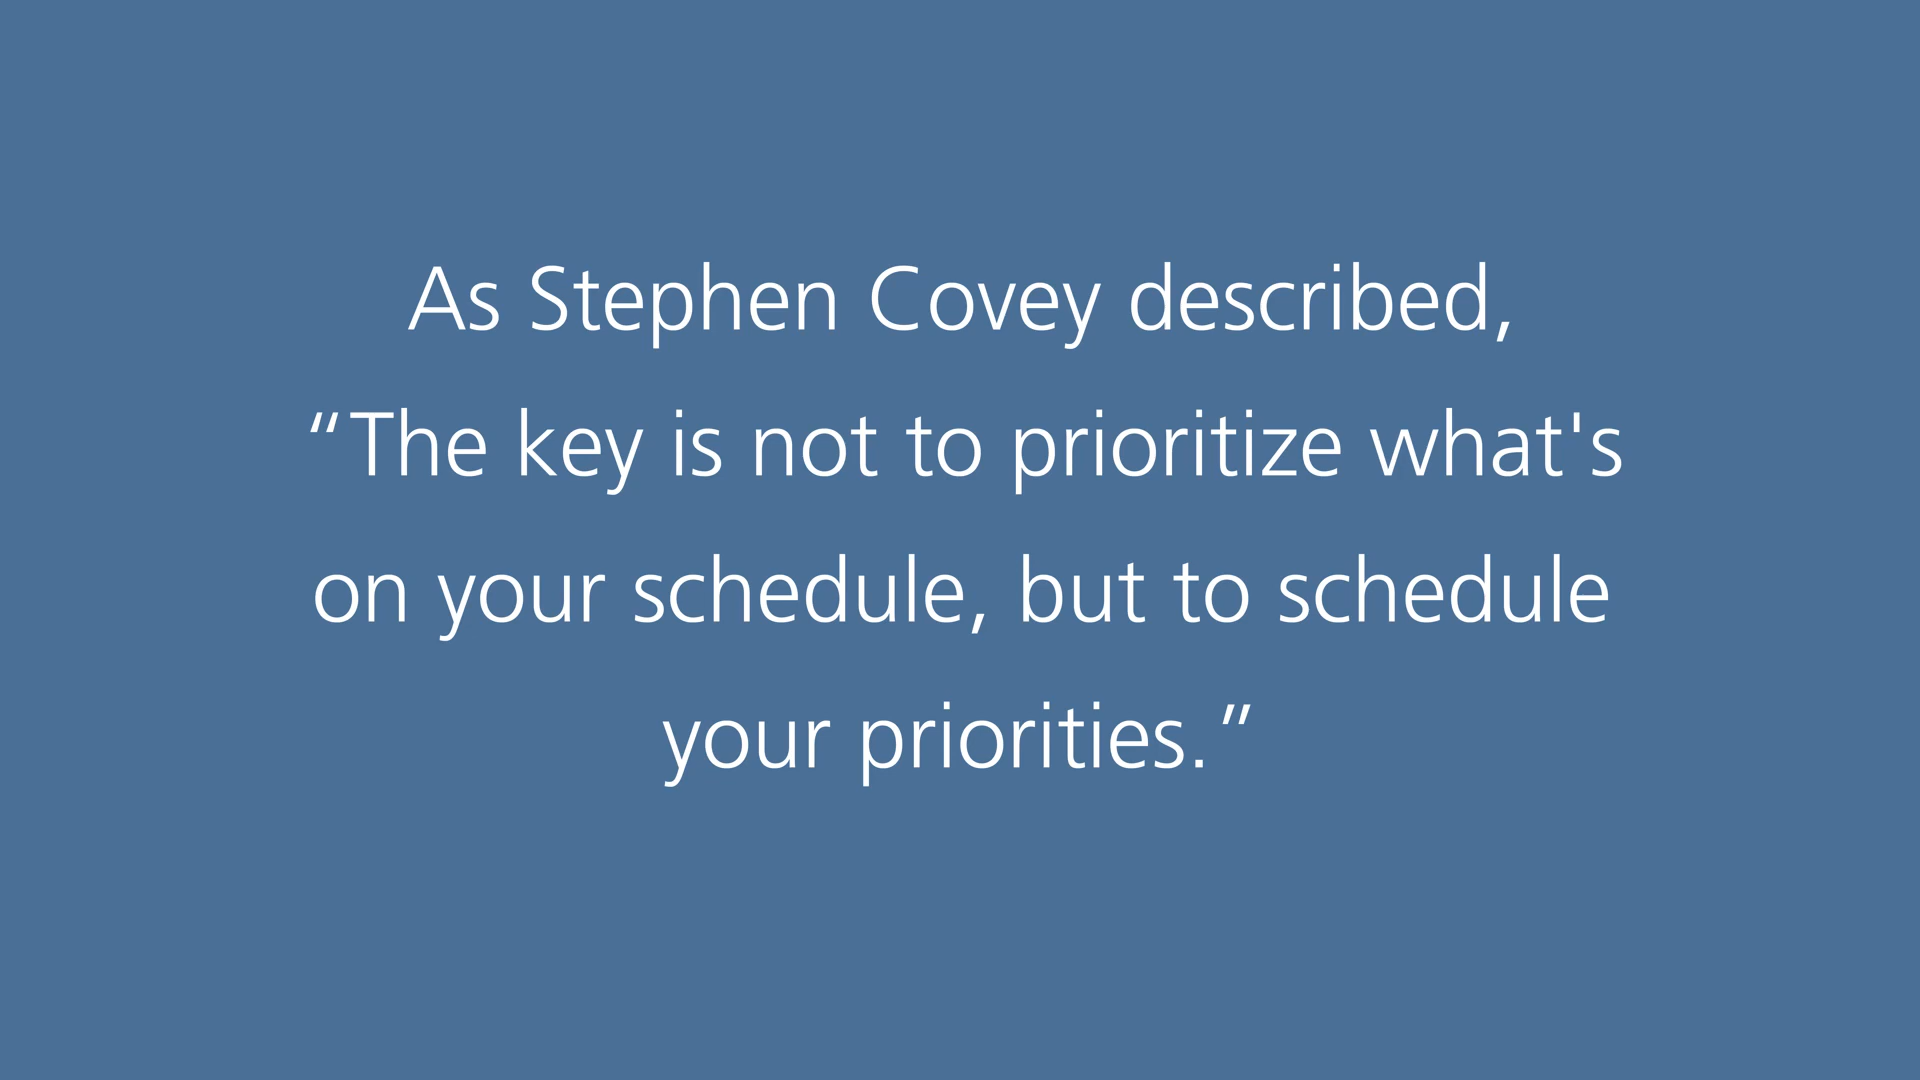 As Stephen Covey described,
“The key is not to prioritize what's
on your schedule, but to schedule
your priorities.”